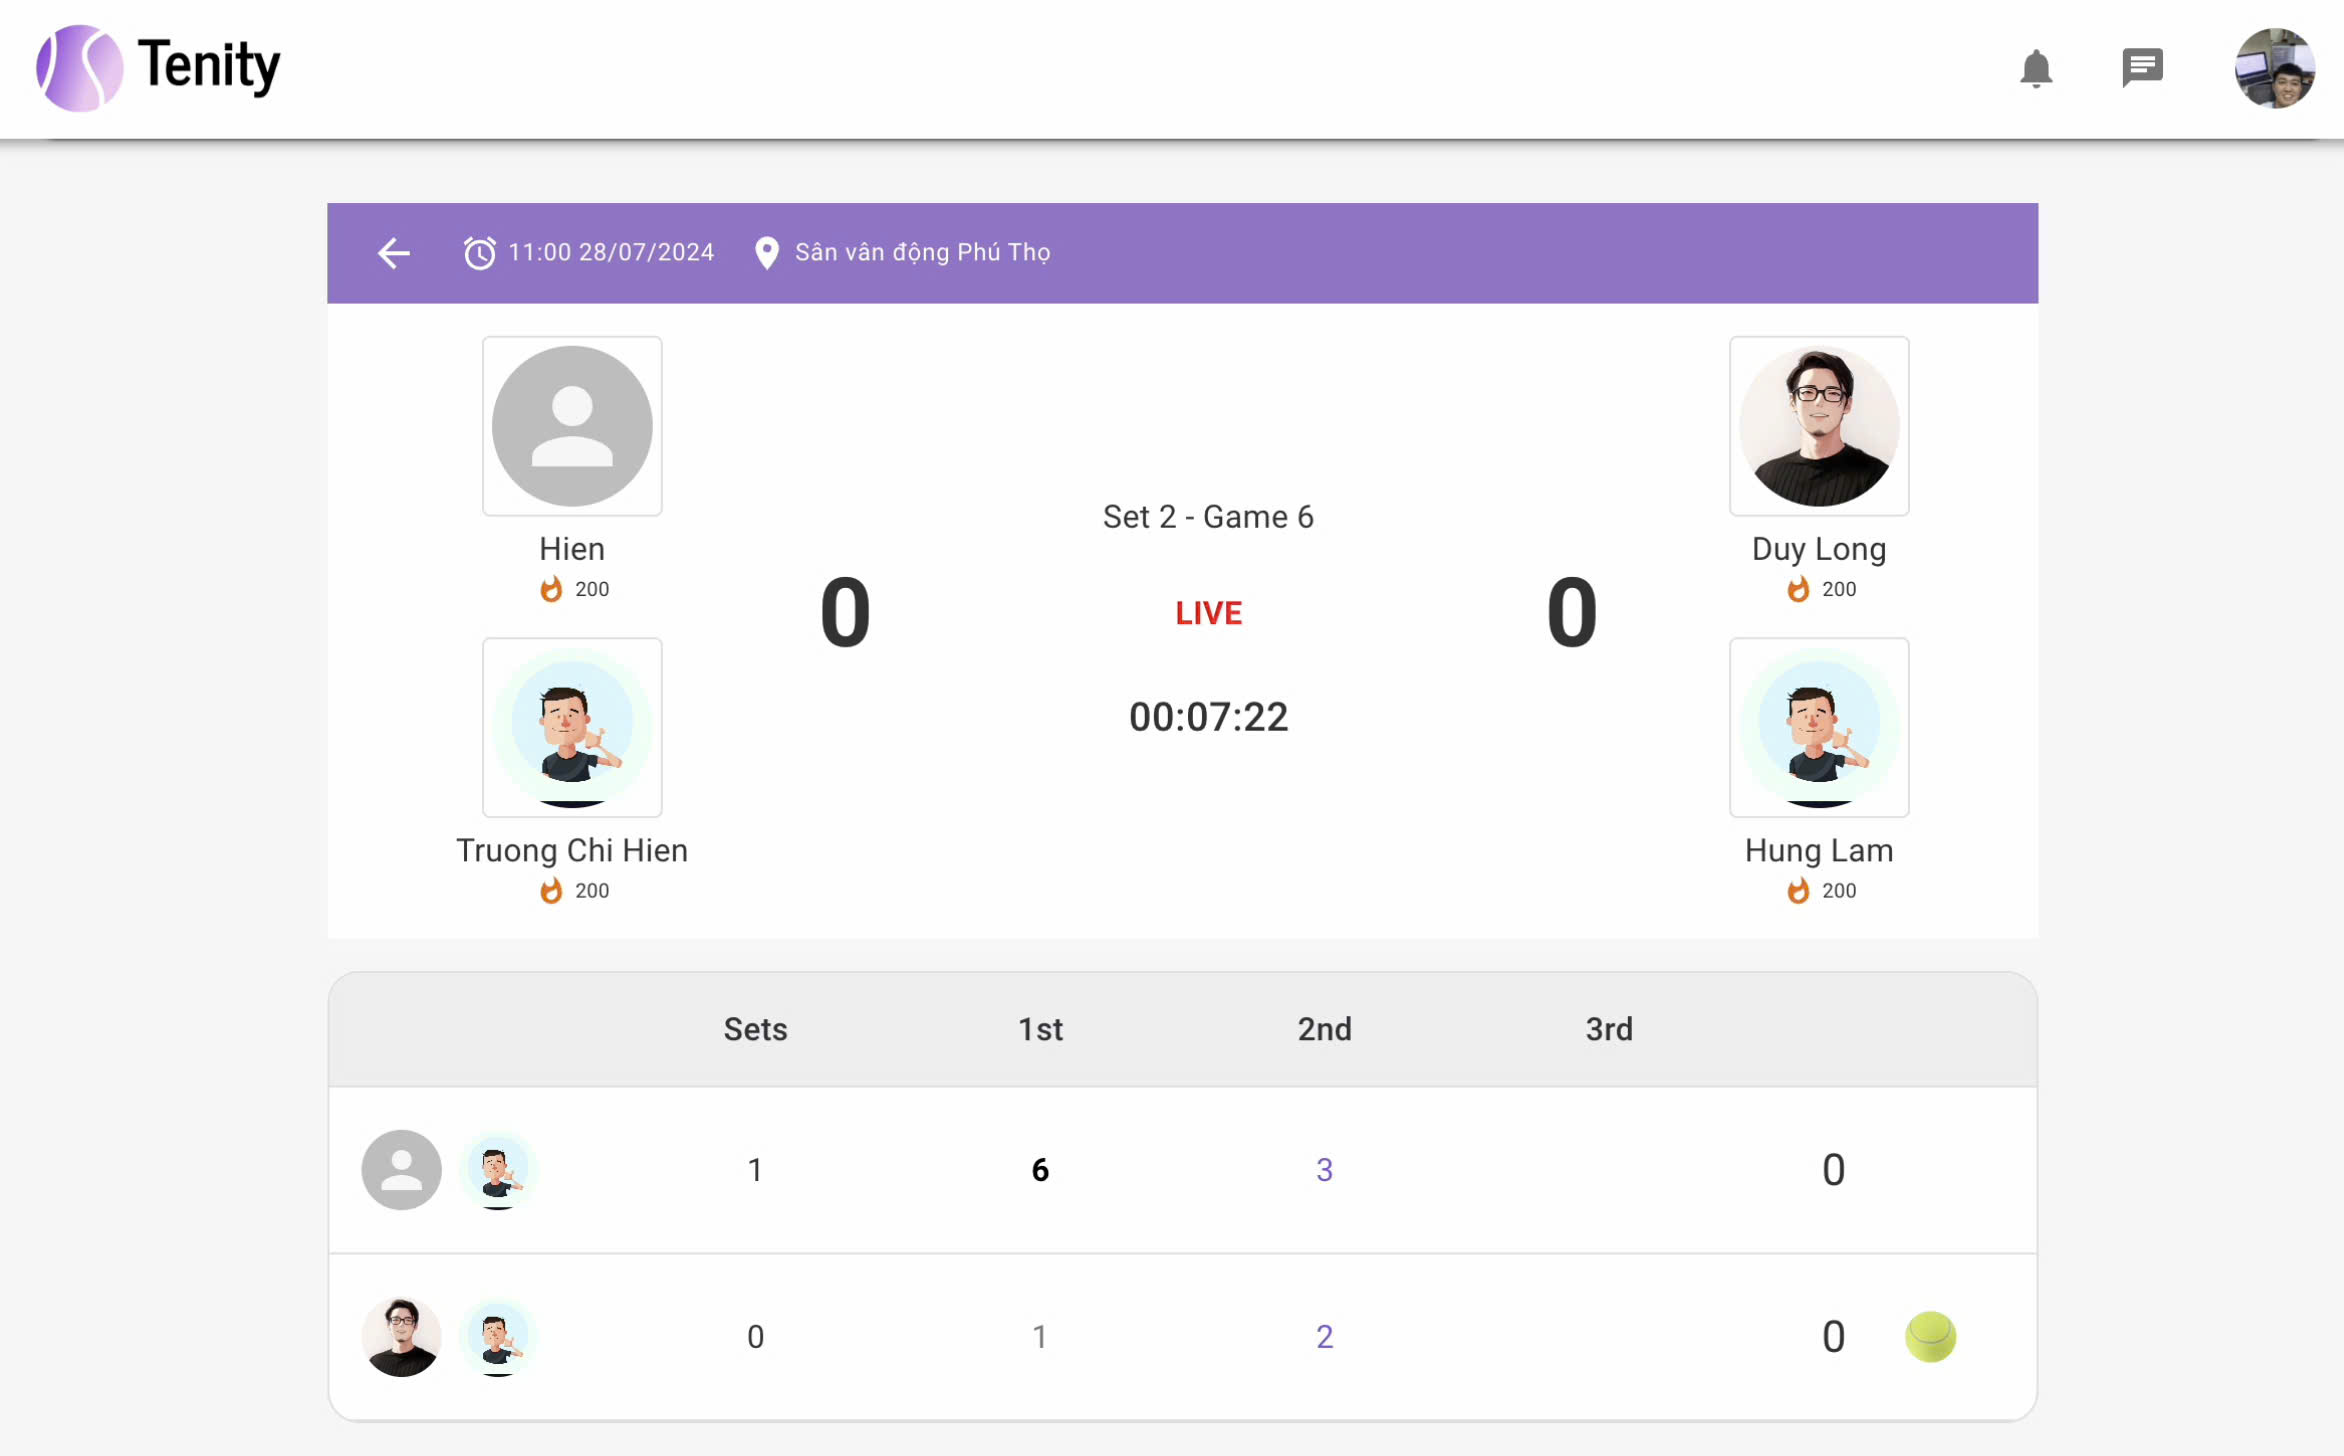 Tenity
11:00 28/07/2024 Sân vân động Phú Thọ
Hien
200
Truong Chi Hien
200
0
Set 2 - Game 6
LIVE
00:07:22
0
Duy Long
200
Hung Lam
200
Sets 1st 2nd 3rd
1 6 3 0
0 1 2 0